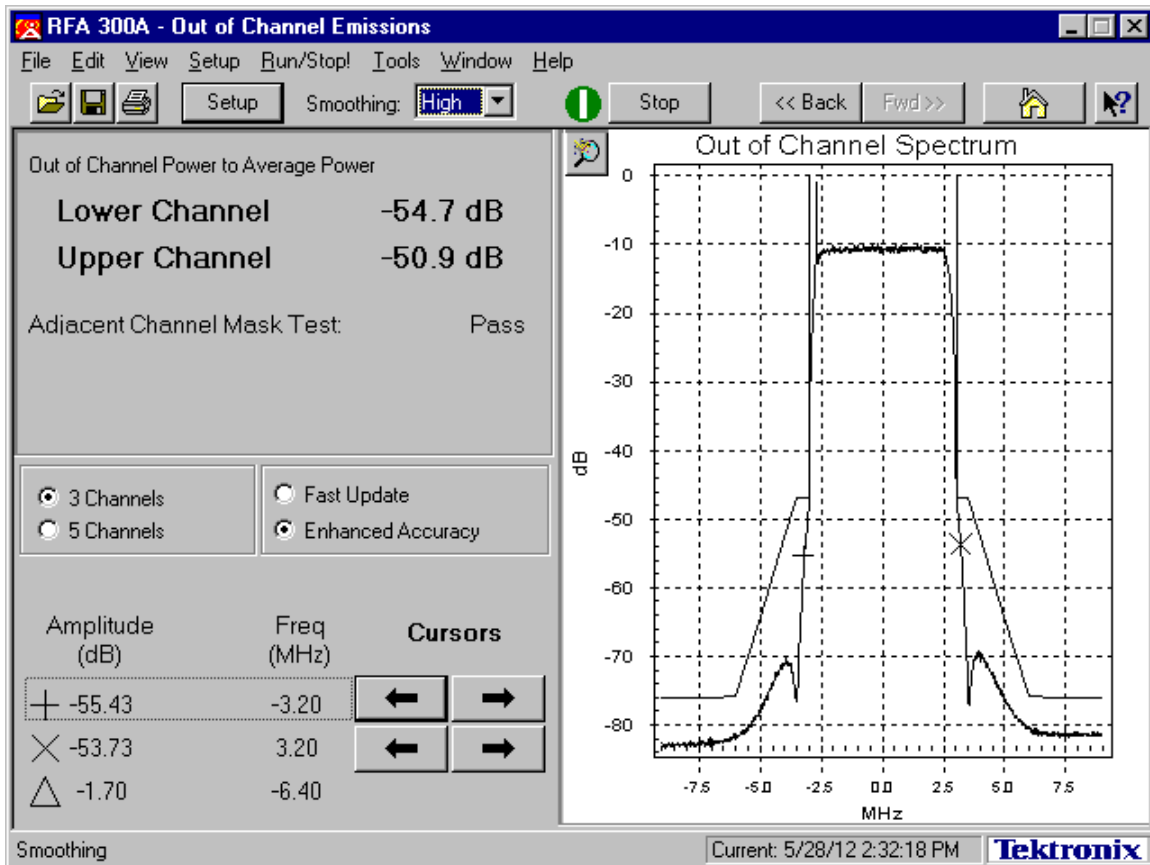 RFA 300A - Out of Channel Emissions
File Edit View Setup Run/Stop! Tools Window Help
Setup Smoothing: High Stop << Back Fwd >>
Out of Channel Power to Average Power
Lower Channel -54.7 dB
Upper Channel -50.9 dB
Adjacent Channel Mask Test: Pass
3 Channels
5 Channels
Fast Update
Enhanced Accuracy
Amplitude (dB) Freq (MHz) Cursors
-55.43 -3.20
-53.73 3.20
-1.70 -6.40
Out of Channel Spectrum
0
-10
-20
-30
-40
-50
-60
-70
-80
dB
-7.5 -5.0 -2.5 0.0 2.5 5.0 7.5
MHz
Smoothing
Current: 5/28/12 2:32:18 PM
Tektronix